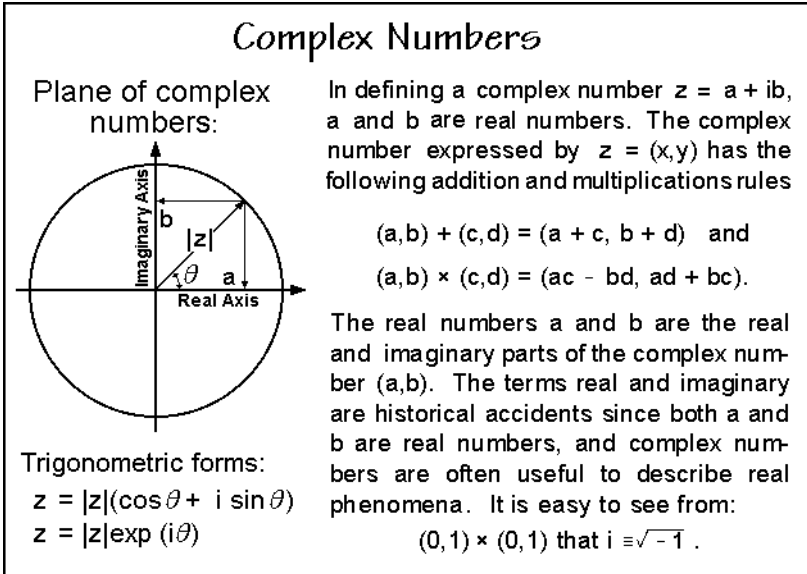 Complex Numbers
Plane of complex
numbers:
Imaginary Axis
b
|z|
θ
a
Real Axis
Trigonometric forms:
z = |z|(cosθ + i sinθ)
z = |z|exp (iθ)
In defining a complex number z = a + ib,
a and b are real numbers. The complex
number expressed by z = (x,y) has the
following addition and multiplications rules
(a,b) + (c,d) = (a + c, b + d) and
(a,b) × (c,d) = (ac - bd, ad + bc).
The real numbers a and b are the real
and imaginary parts of the complex num-
ber (a,b). The terms real and imaginary
are historical accidents since both a and
b are real numbers, and complex num-
bers are often useful to describe real
phenomena. It is easy to see from:
(0,1) × (0,1) that i ≡ √-1 .